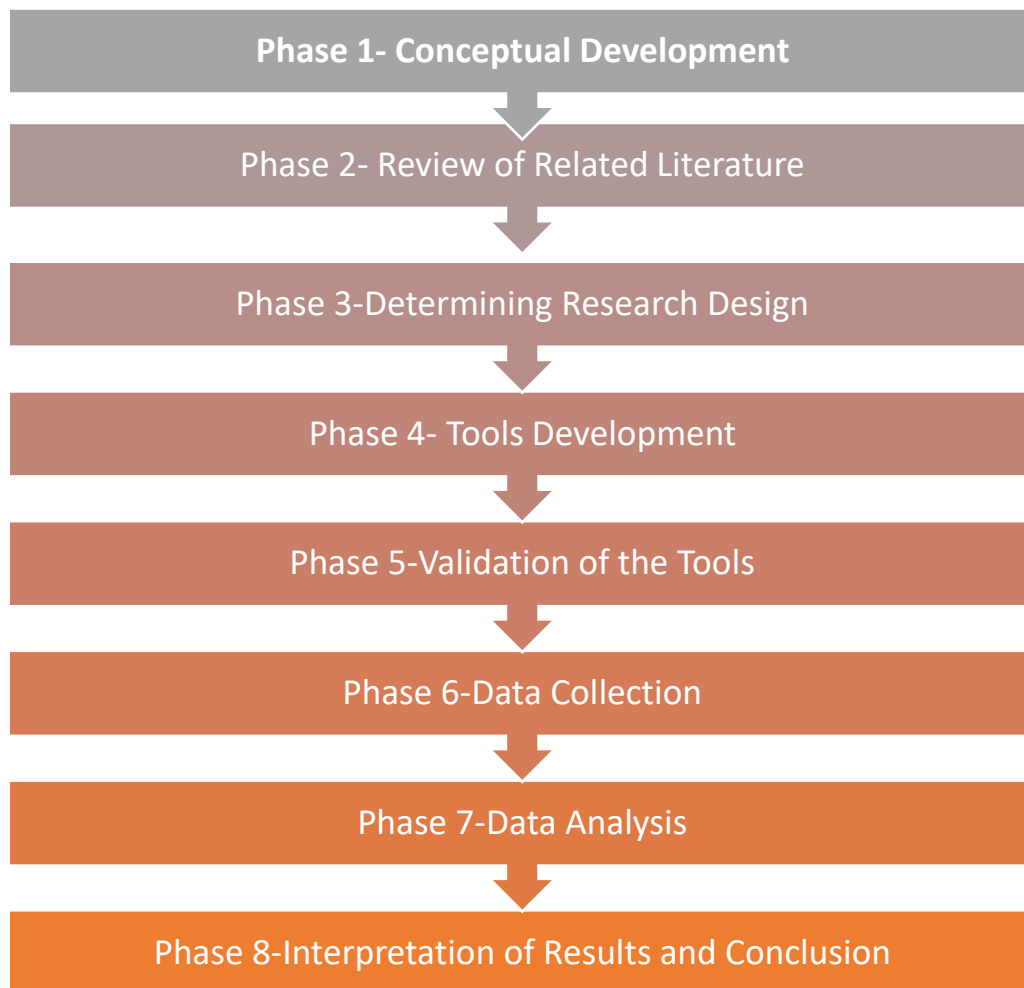 Phase 1- Conceptual Development
Phase 2- Review of Related Literature
Phase 3-Determining Research Design
Phase 4- Tools Development
Phase 5-Validation of the Tools
Phase 6-Data Collection
Phase 7-Data Analysis
Phase 8-Interpretation of Results and Conclusion